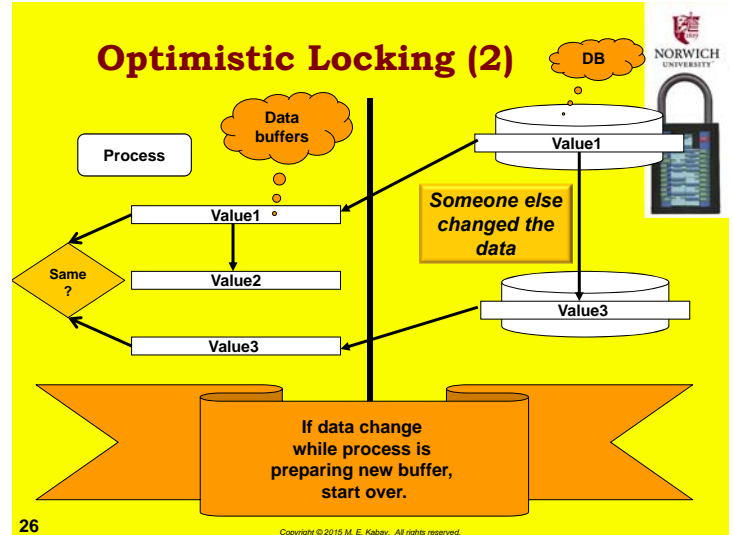 Optimistic Locking (2)
DB
NORWICH
UNIVERSITY
Data
buffers
Process
Value1
Value1
Someone else
changed the
data
Same
?
Value2
Value3
Value3
If data change
while process is
preparing new buffer,
start over.
26
Copyright © 2015 M. E. Kabay. All rights reserved.